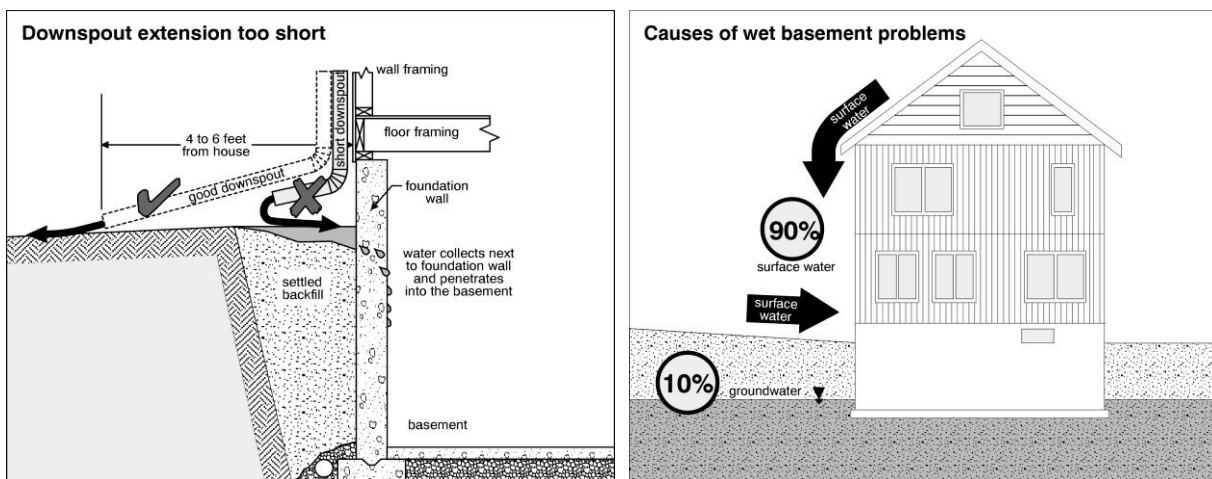 Downspout extension too short
wall framing
short downspout
floor framing
4 to 6 feet
from house
good downspout
foundation
wall
water collects next
to foundation wall
and penetrates
into the basement
settled
backfill
basement
Causes of wet basement problems
surface
water
90%
surface water
surface
water
10%
groundwater